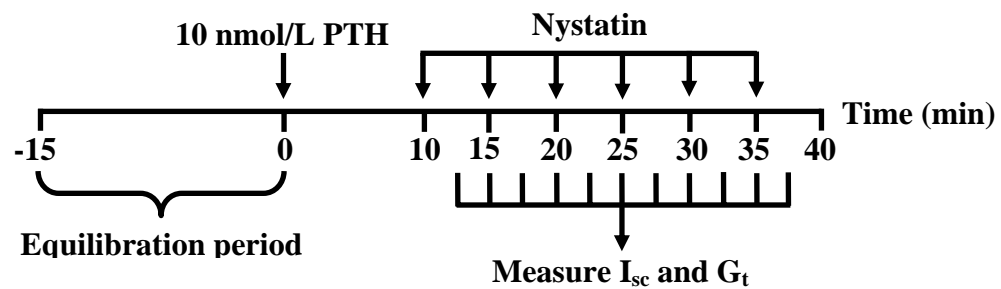 10 nmol/L PTH
Nystatin
Time (min)
-15 0 10 15 20 25 30 35 40
Equilibration period
Measure Isc and Gt